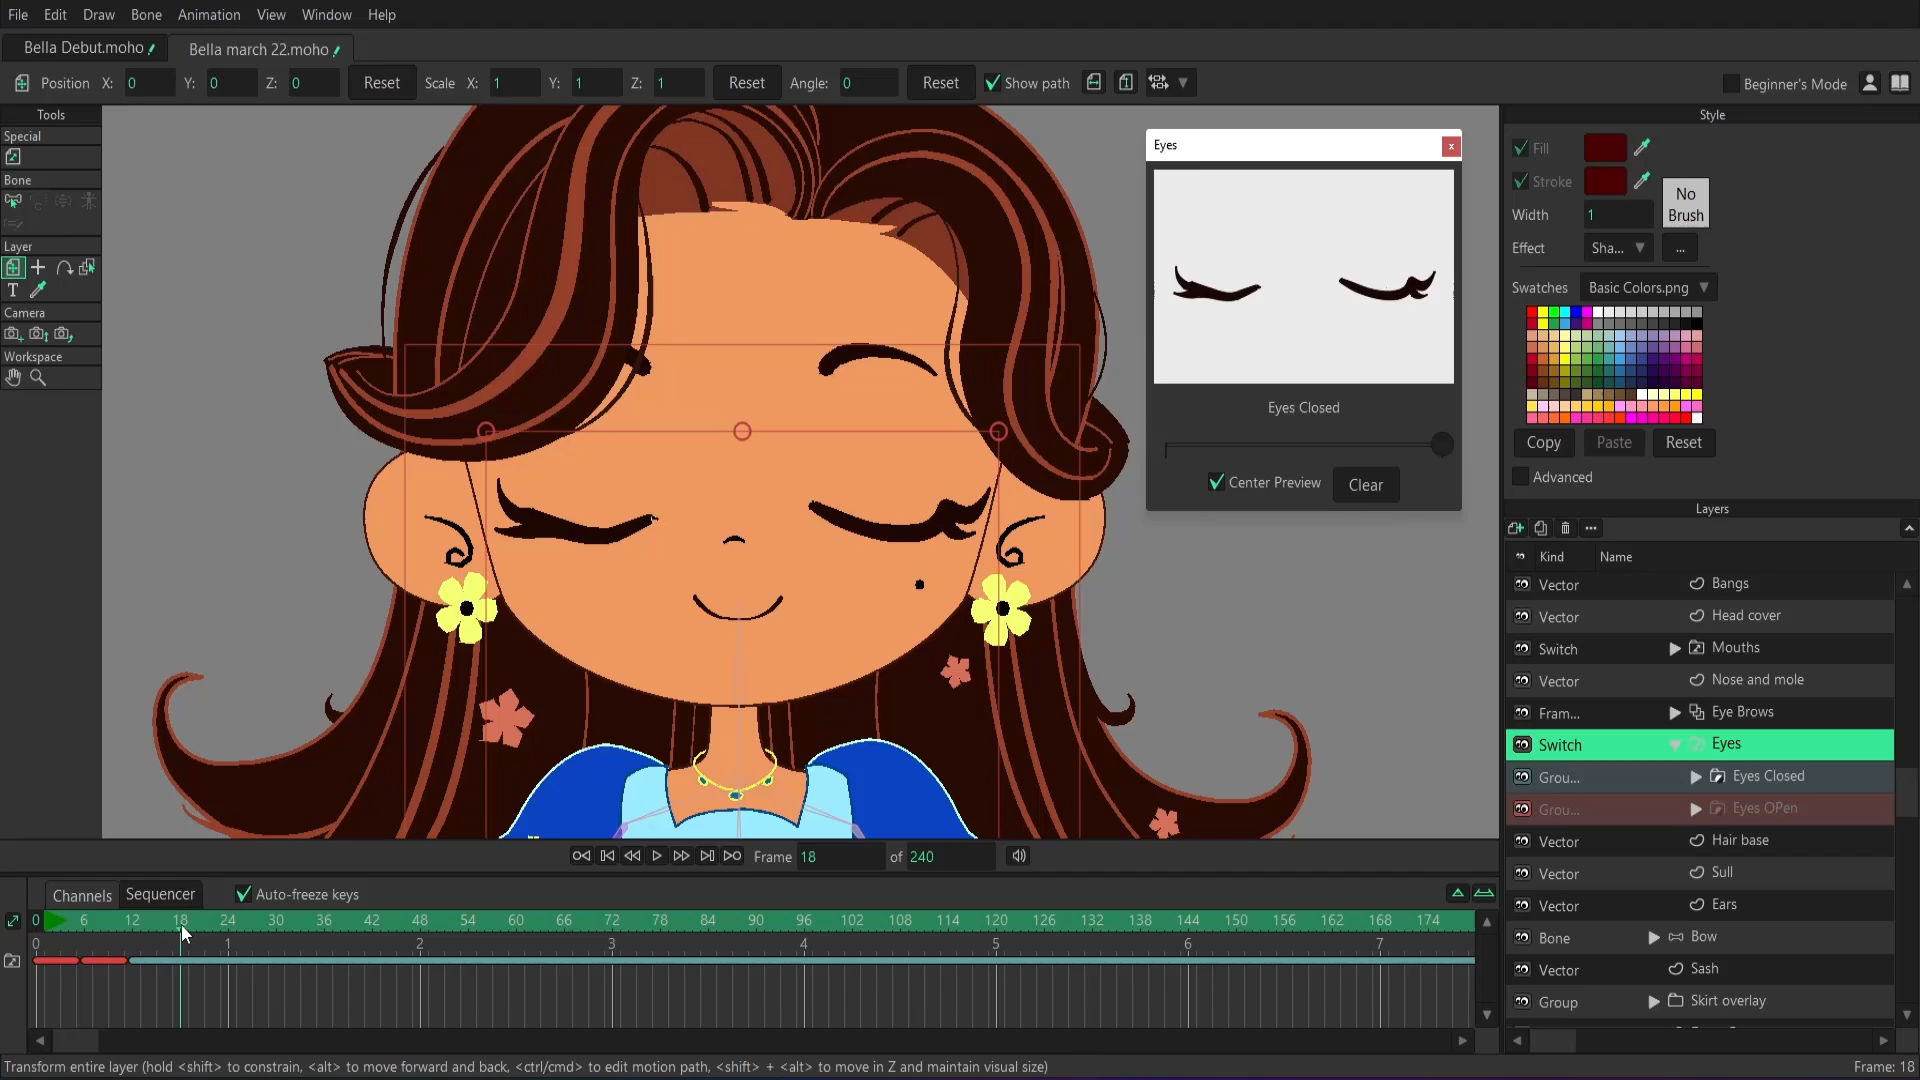 File Edit Draw Bone Animation View Window Help
Bella Debut.moho Bella march 22.moho
Position X: 0 Y: 0 Z: 0 Reset Scale X: 1 Y: 1 Z: 1 Reset Angle: 0 Reset Show path Beginner's Mode
Tools
Special
Bone
Layer
T
Camera
Workspace
Eyes
x
Eyes Closed
Center Preview Clear
Style
Fill
Stroke
No Brush
Width 1
Effect Sha... ...
Swatches Basic Colors.png
Copy Paste Reset
Advanced
Layers
Kind Name
Vector Bangs
Vector Head cover
Switch Mouths
Vector Nose and mole
Fram... Eye Brows
Switch Eyes
Grou... Eyes Closed
Grou... Eyes OPen
Vector Hair base
Vector Sull
Vector Ears
Bone Bow
Vector Sash
Group Skirt overlay
Frame 18 of 240
Channels Sequencer Auto-freeze keys
0 6 12 18 24 30 36 42 48 54 60 66 72 78 84 90 96 102 108 114 120 126 132 138 144 150 156 162 168 174
0 1 2 3 4 5 6 7
Transform entire layer (hold <shift> to constrain, <alt> to move forward and back, <ctrl/cmd> to edit motion path, <shift> + <alt> to move in Z and maintain visual size) Frame: 18